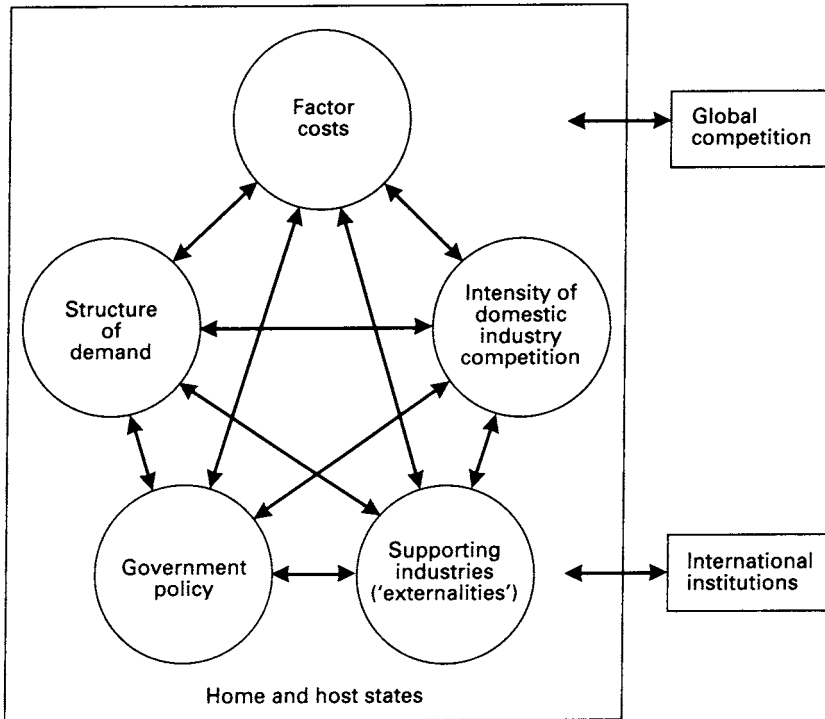 Factor
costs
Global
competition
Structure
of
demand
Intensity of
domestic
industry
competition
Government
policy
Supporting
industries
(‘externalities’)
International
institutions
Home and host states